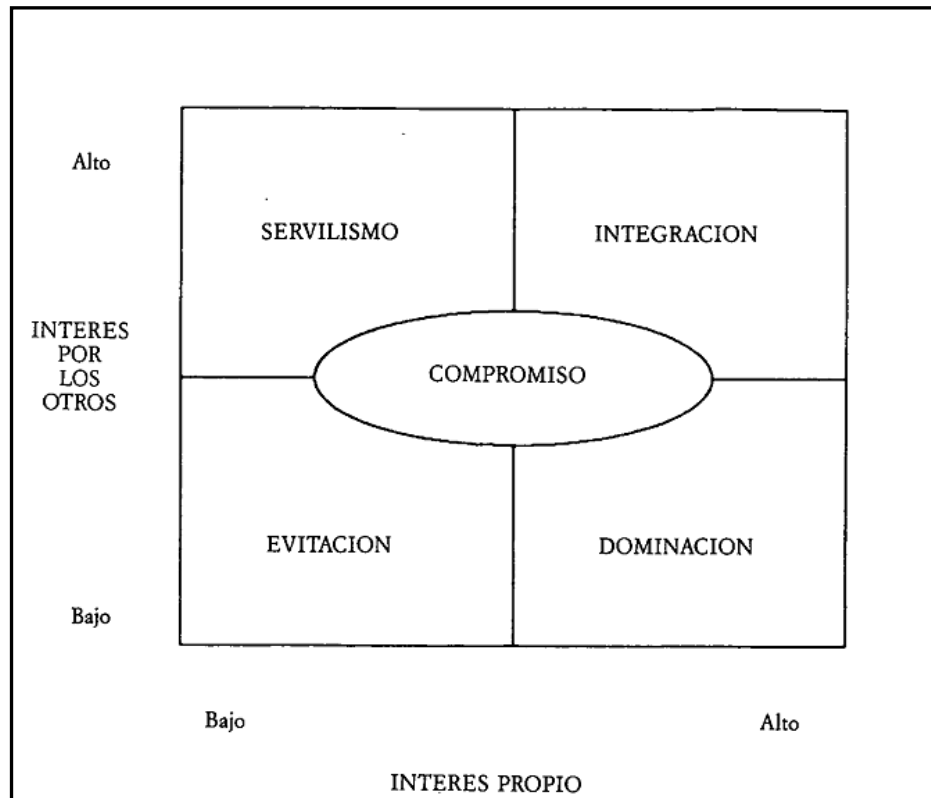 Alto
SERVILISMO
INTEGRACION
INTERES
POR
LOS
OTROS
COMPROMISO
EVITACION
DOMINACION
Bajo
Bajo
Alto
INTERES PROPIO